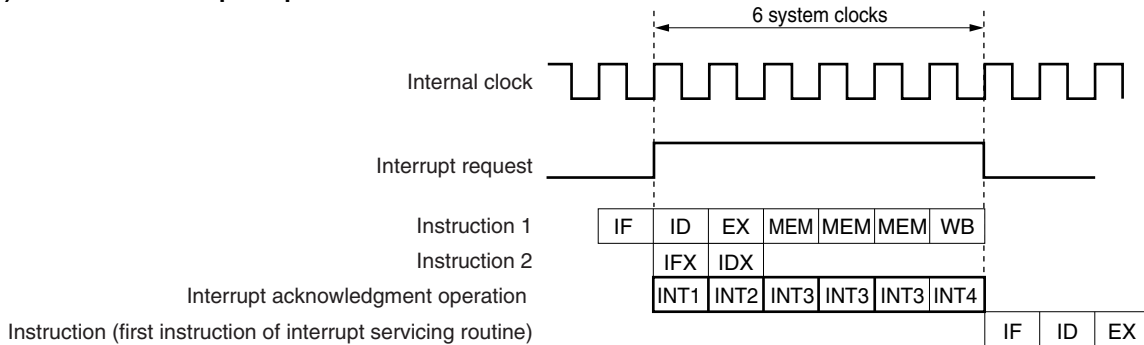 6 system clocks
Internal clock
Interrupt request
Instruction 1 IF ID EX MEM MEM MEM WB
Instruction 2 IFX IDX
Interrupt acknowledgment operation INT1 INT2 INT3 INT3 INT3 INT4
Instruction (first instruction of interrupt servicing routine) IF ID EX